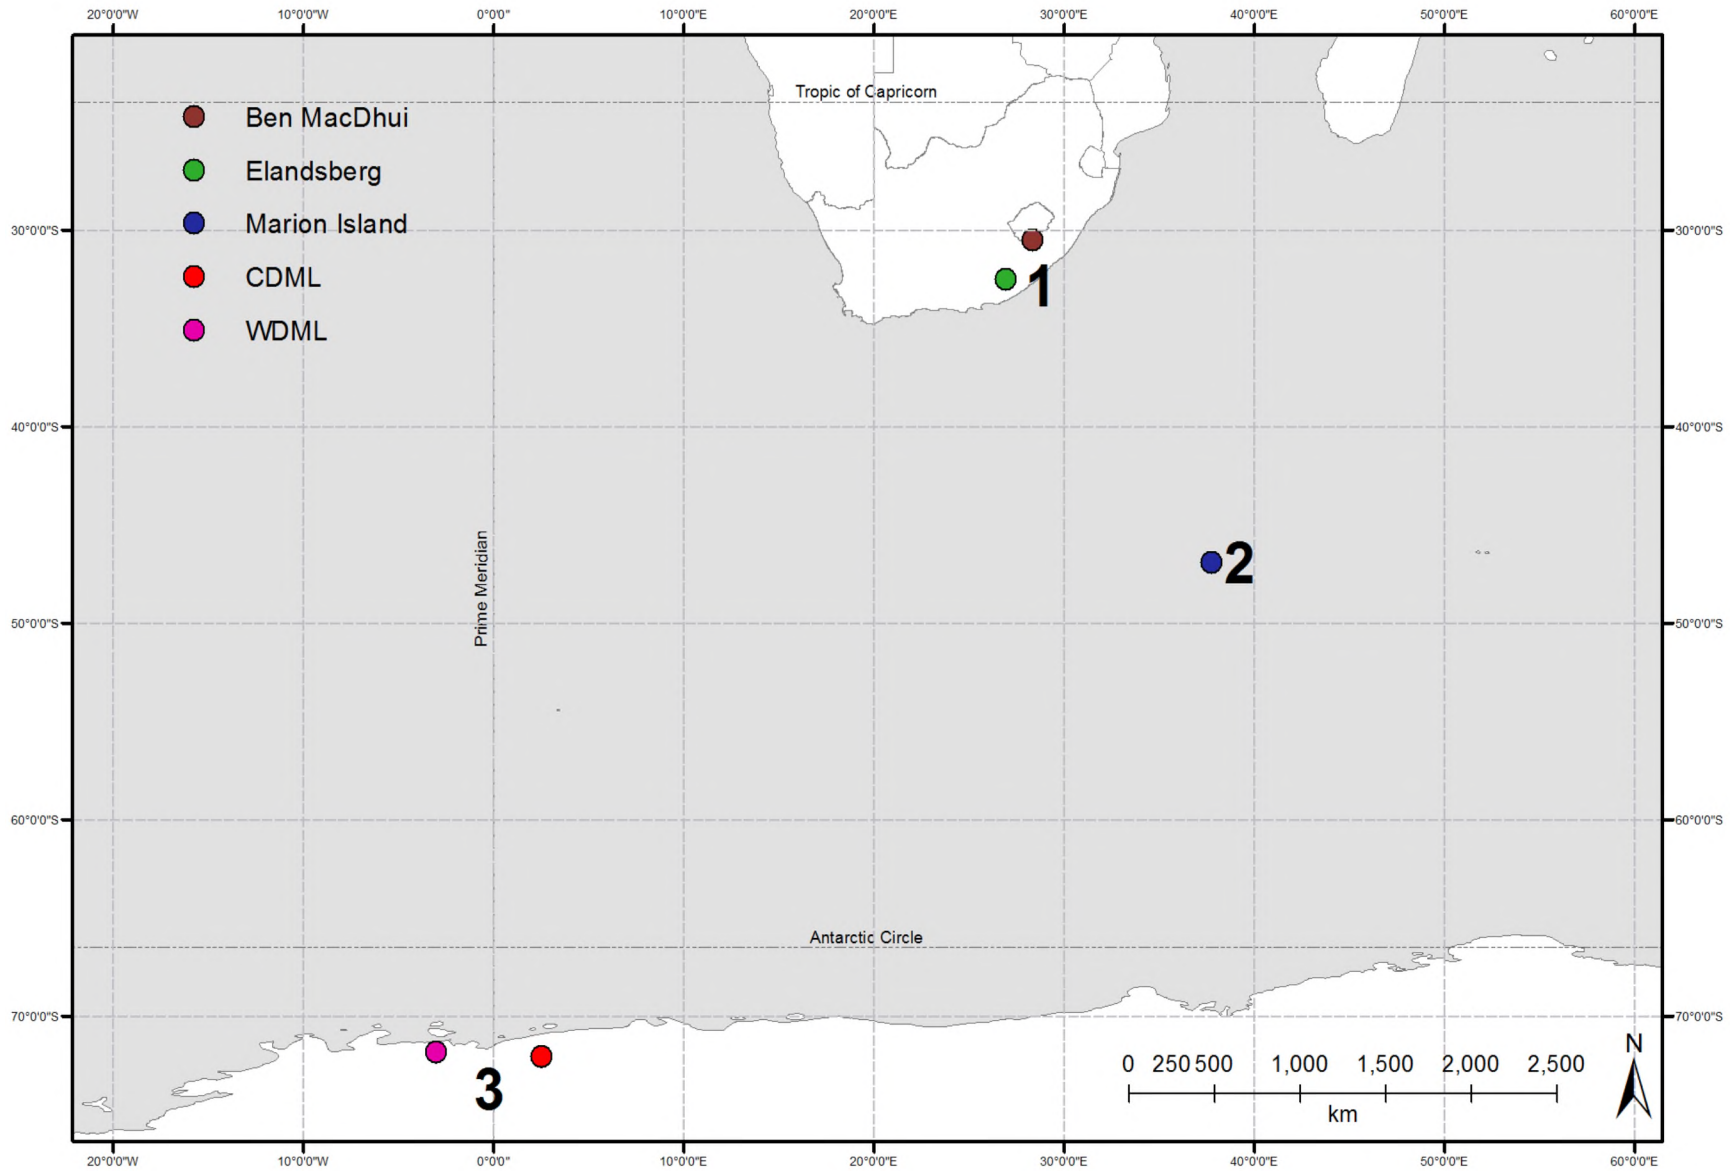 20°0'0"W 10°0'0"W 0°0'0" 10°0'0"E 20°0'0"E 30°0'0"E 40°0'0"E 50°0'0"E 60°0'0"E
Tropic of Capricorn
Ben MacDhui
Elandsberg
Marion Island
CDML
WDML
30°0'0"S 30°0'0"S
1
40°0'0"S 40°0'0"S
Prime Meridian
2
50°0'0"S 50°0'0"S
60°0'0"S 60°0'0"S
Antarctic Circle
70°0'0"S 70°0'0"S
3
N
0 250 500 1,000 1,500 2,000 2,500
km
20°0'0"W 10°0'0"W 0°0'0" 10°0'0"E 20°0'0"E 30°0'0"E 40°0'0"E 50°0'0"E 60°0'0"E